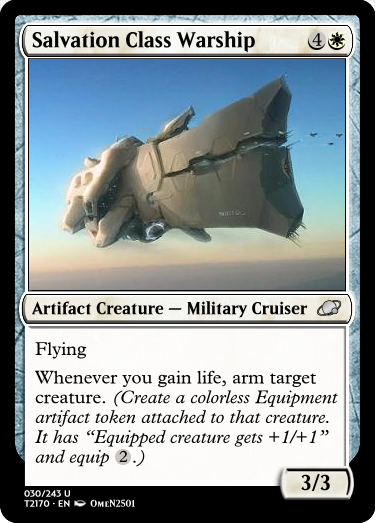 Salvation Class Warship 4
Artifact Creature — Military Cruiser
Flying
Whenever you gain life, arm target
creature. (Create a colorless Equipment
artifact token attached to that creature.
It has “Equipped creature gets +1/+1”
and equip 2.)
3/3
030/243 U
T2170 • EN OMEN2501